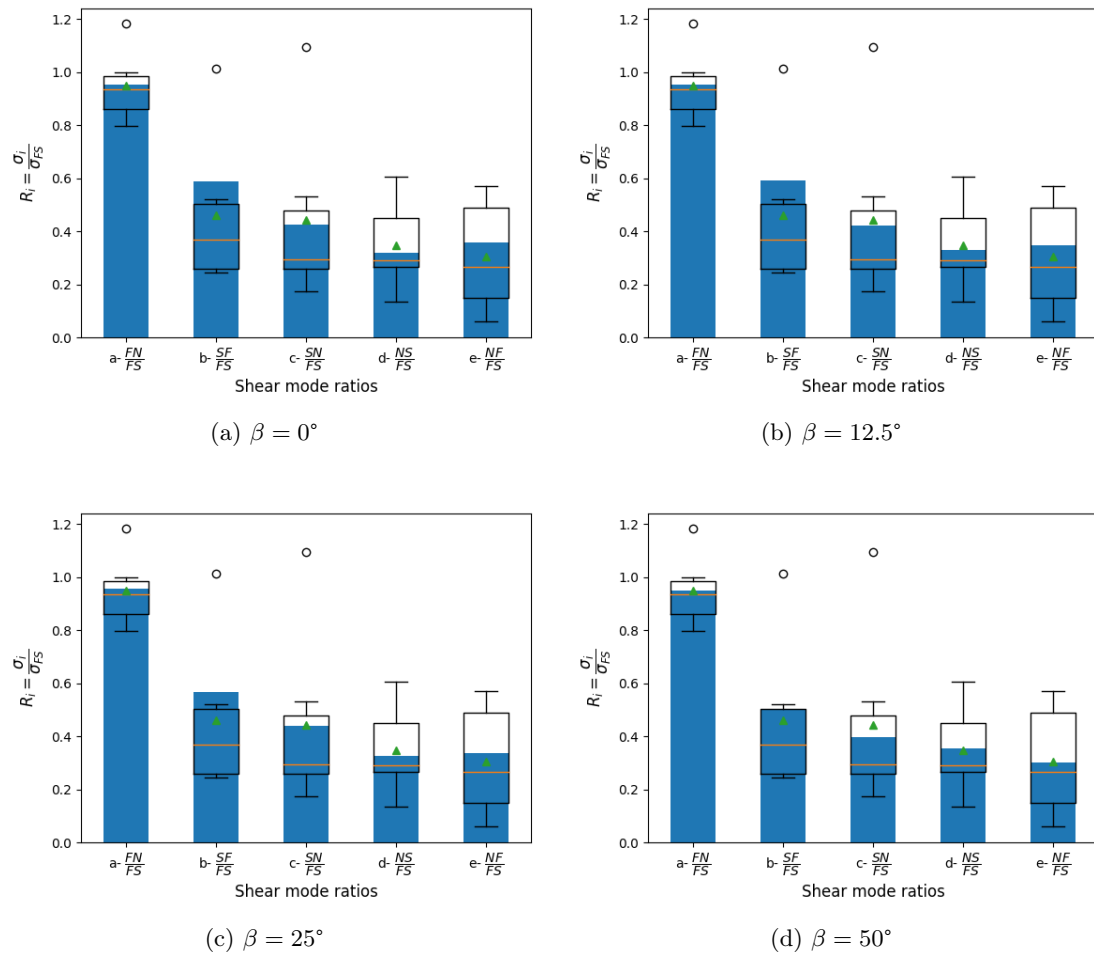 1.2
1.0
0.8
0.6
0.4
0.2
0.0
R_i = σ_i/σ_FS
a- FN/FS b- SF/FS c- SN/FS d- NS/FS e- NF/FS
Shear mode ratios
(a) β = 0°
1.2
1.0
0.8
0.6
0.4
0.2
0.0
R_i = σ_i/σ_FS
a- FN/FS b- SF/FS c- SN/FS d- NS/FS e- NF/FS
Shear mode ratios
(b) β = 12.5°
1.2
1.0
0.8
0.6
0.4
0.2
0.0
R_i = σ_i/σ_FS
a- FN/FS b- SF/FS c- SN/FS d- NS/FS e- NF/FS
Shear mode ratios
(c) β = 25°
1.2
1.0
0.8
0.6
0.4
0.2
0.0
R_i = σ_i/σ_FS
a- FN/FS b- SF/FS c- SN/FS d- NS/FS e- NF/FS
Shear mode ratios
(d) β = 50°